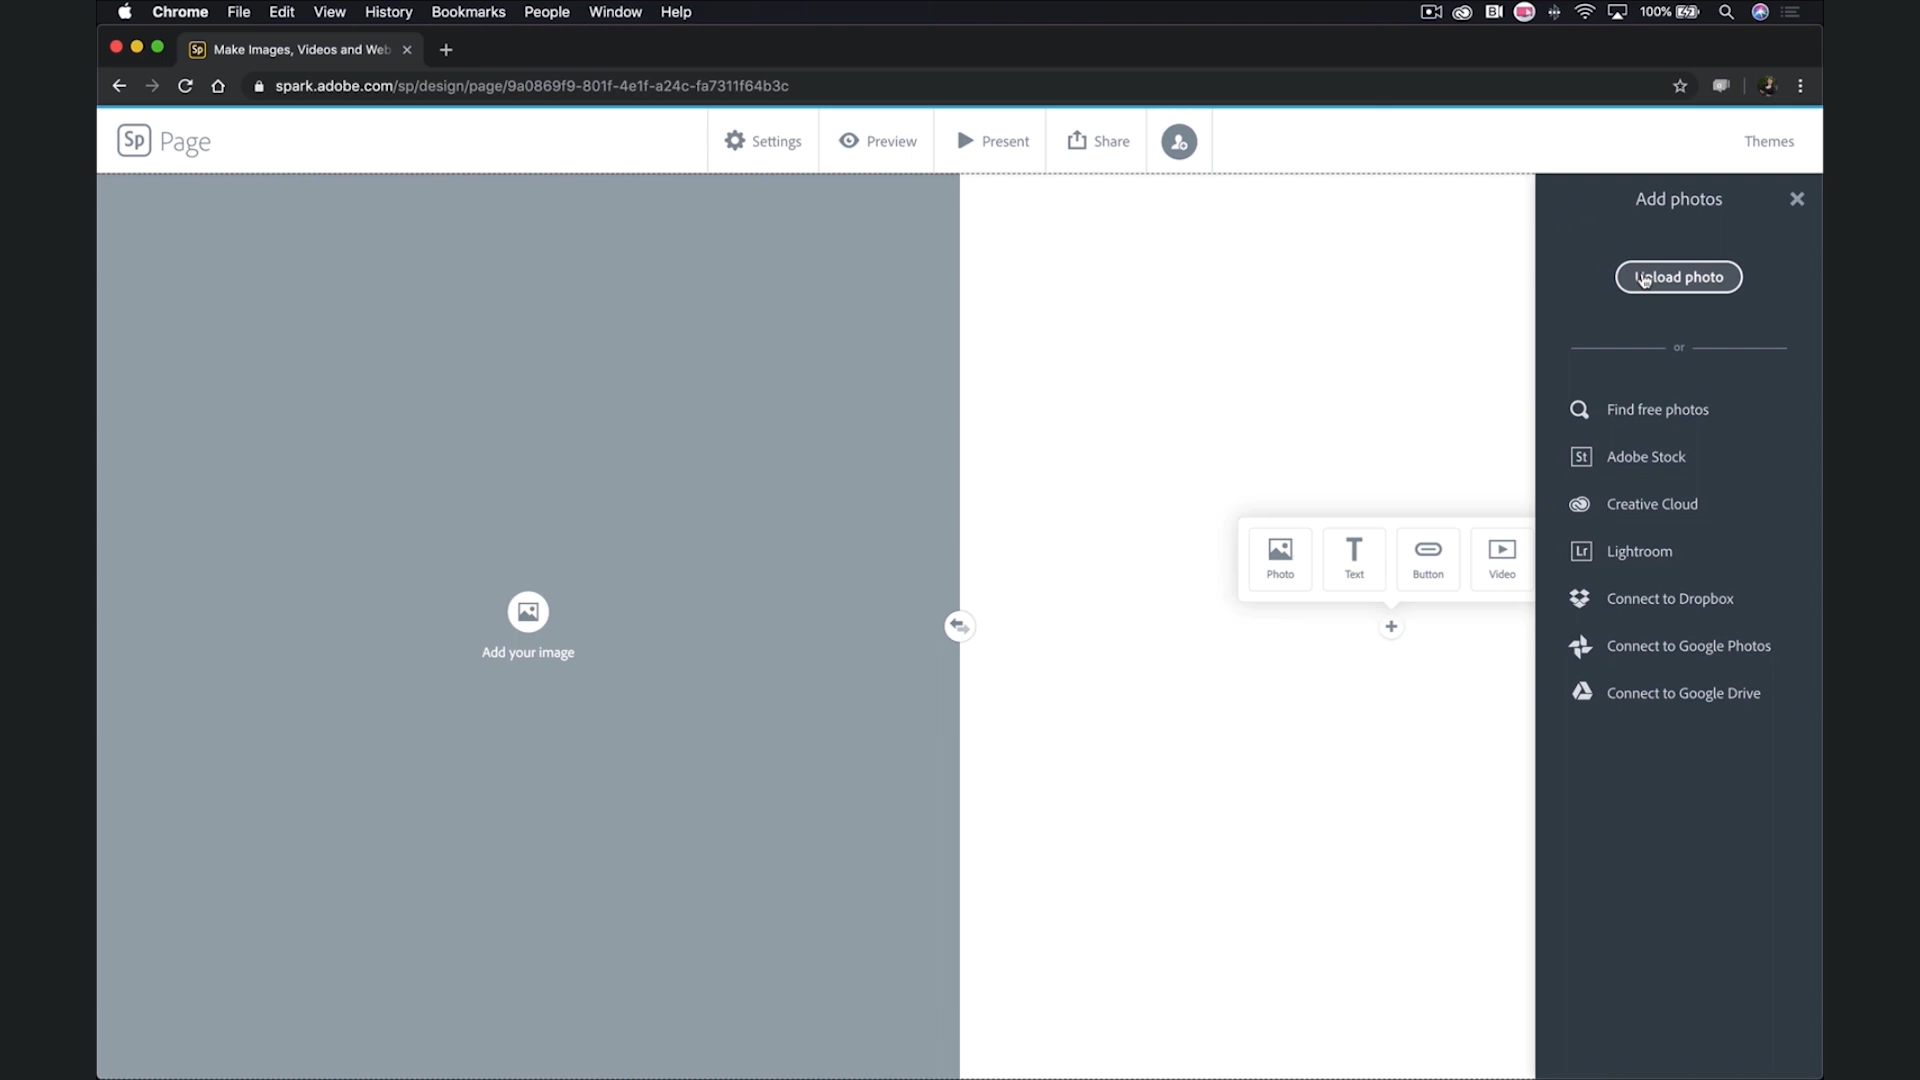 Chrome File Edit View History Bookmarks People Window Help 100%
Sp Make Images, Videos and Web
spark.adobe.com/sp/design/page/9a0869f9-801f-4e1f-a24c-fa7311f64b3c
Sp Page Settings Preview Present Share Themes
Add photos
Upload photo
or
Find free photos
St Adobe Stock
Creative Cloud
Lr Lightroom
Photo Text Button Video
Connect to Dropbox
Add your image
Connect to Google Photos
Connect to Google Drive